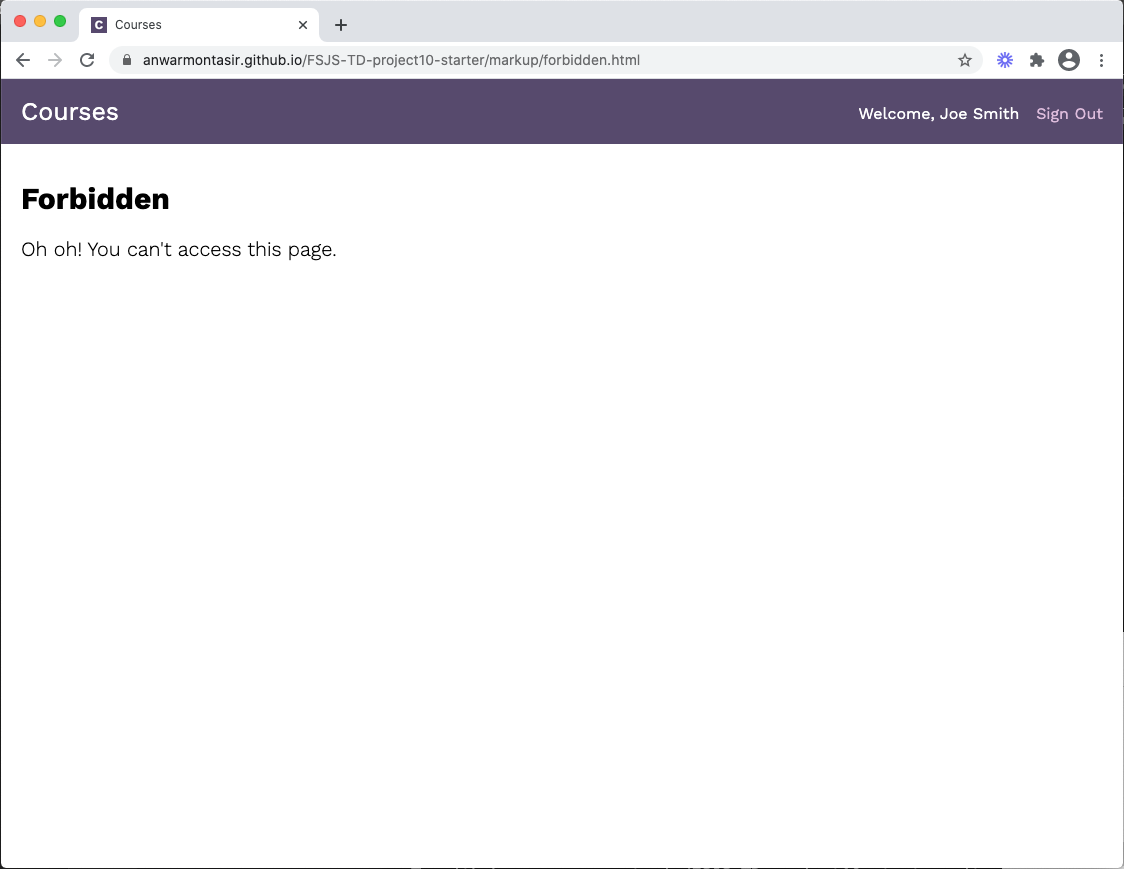 C Courses
anwarmontasir.github.io/FSJS-TD-project10-starter/markup/forbidden.html
Courses Welcome, Joe Smith Sign Out
Forbidden
Oh oh! You can't access this page.